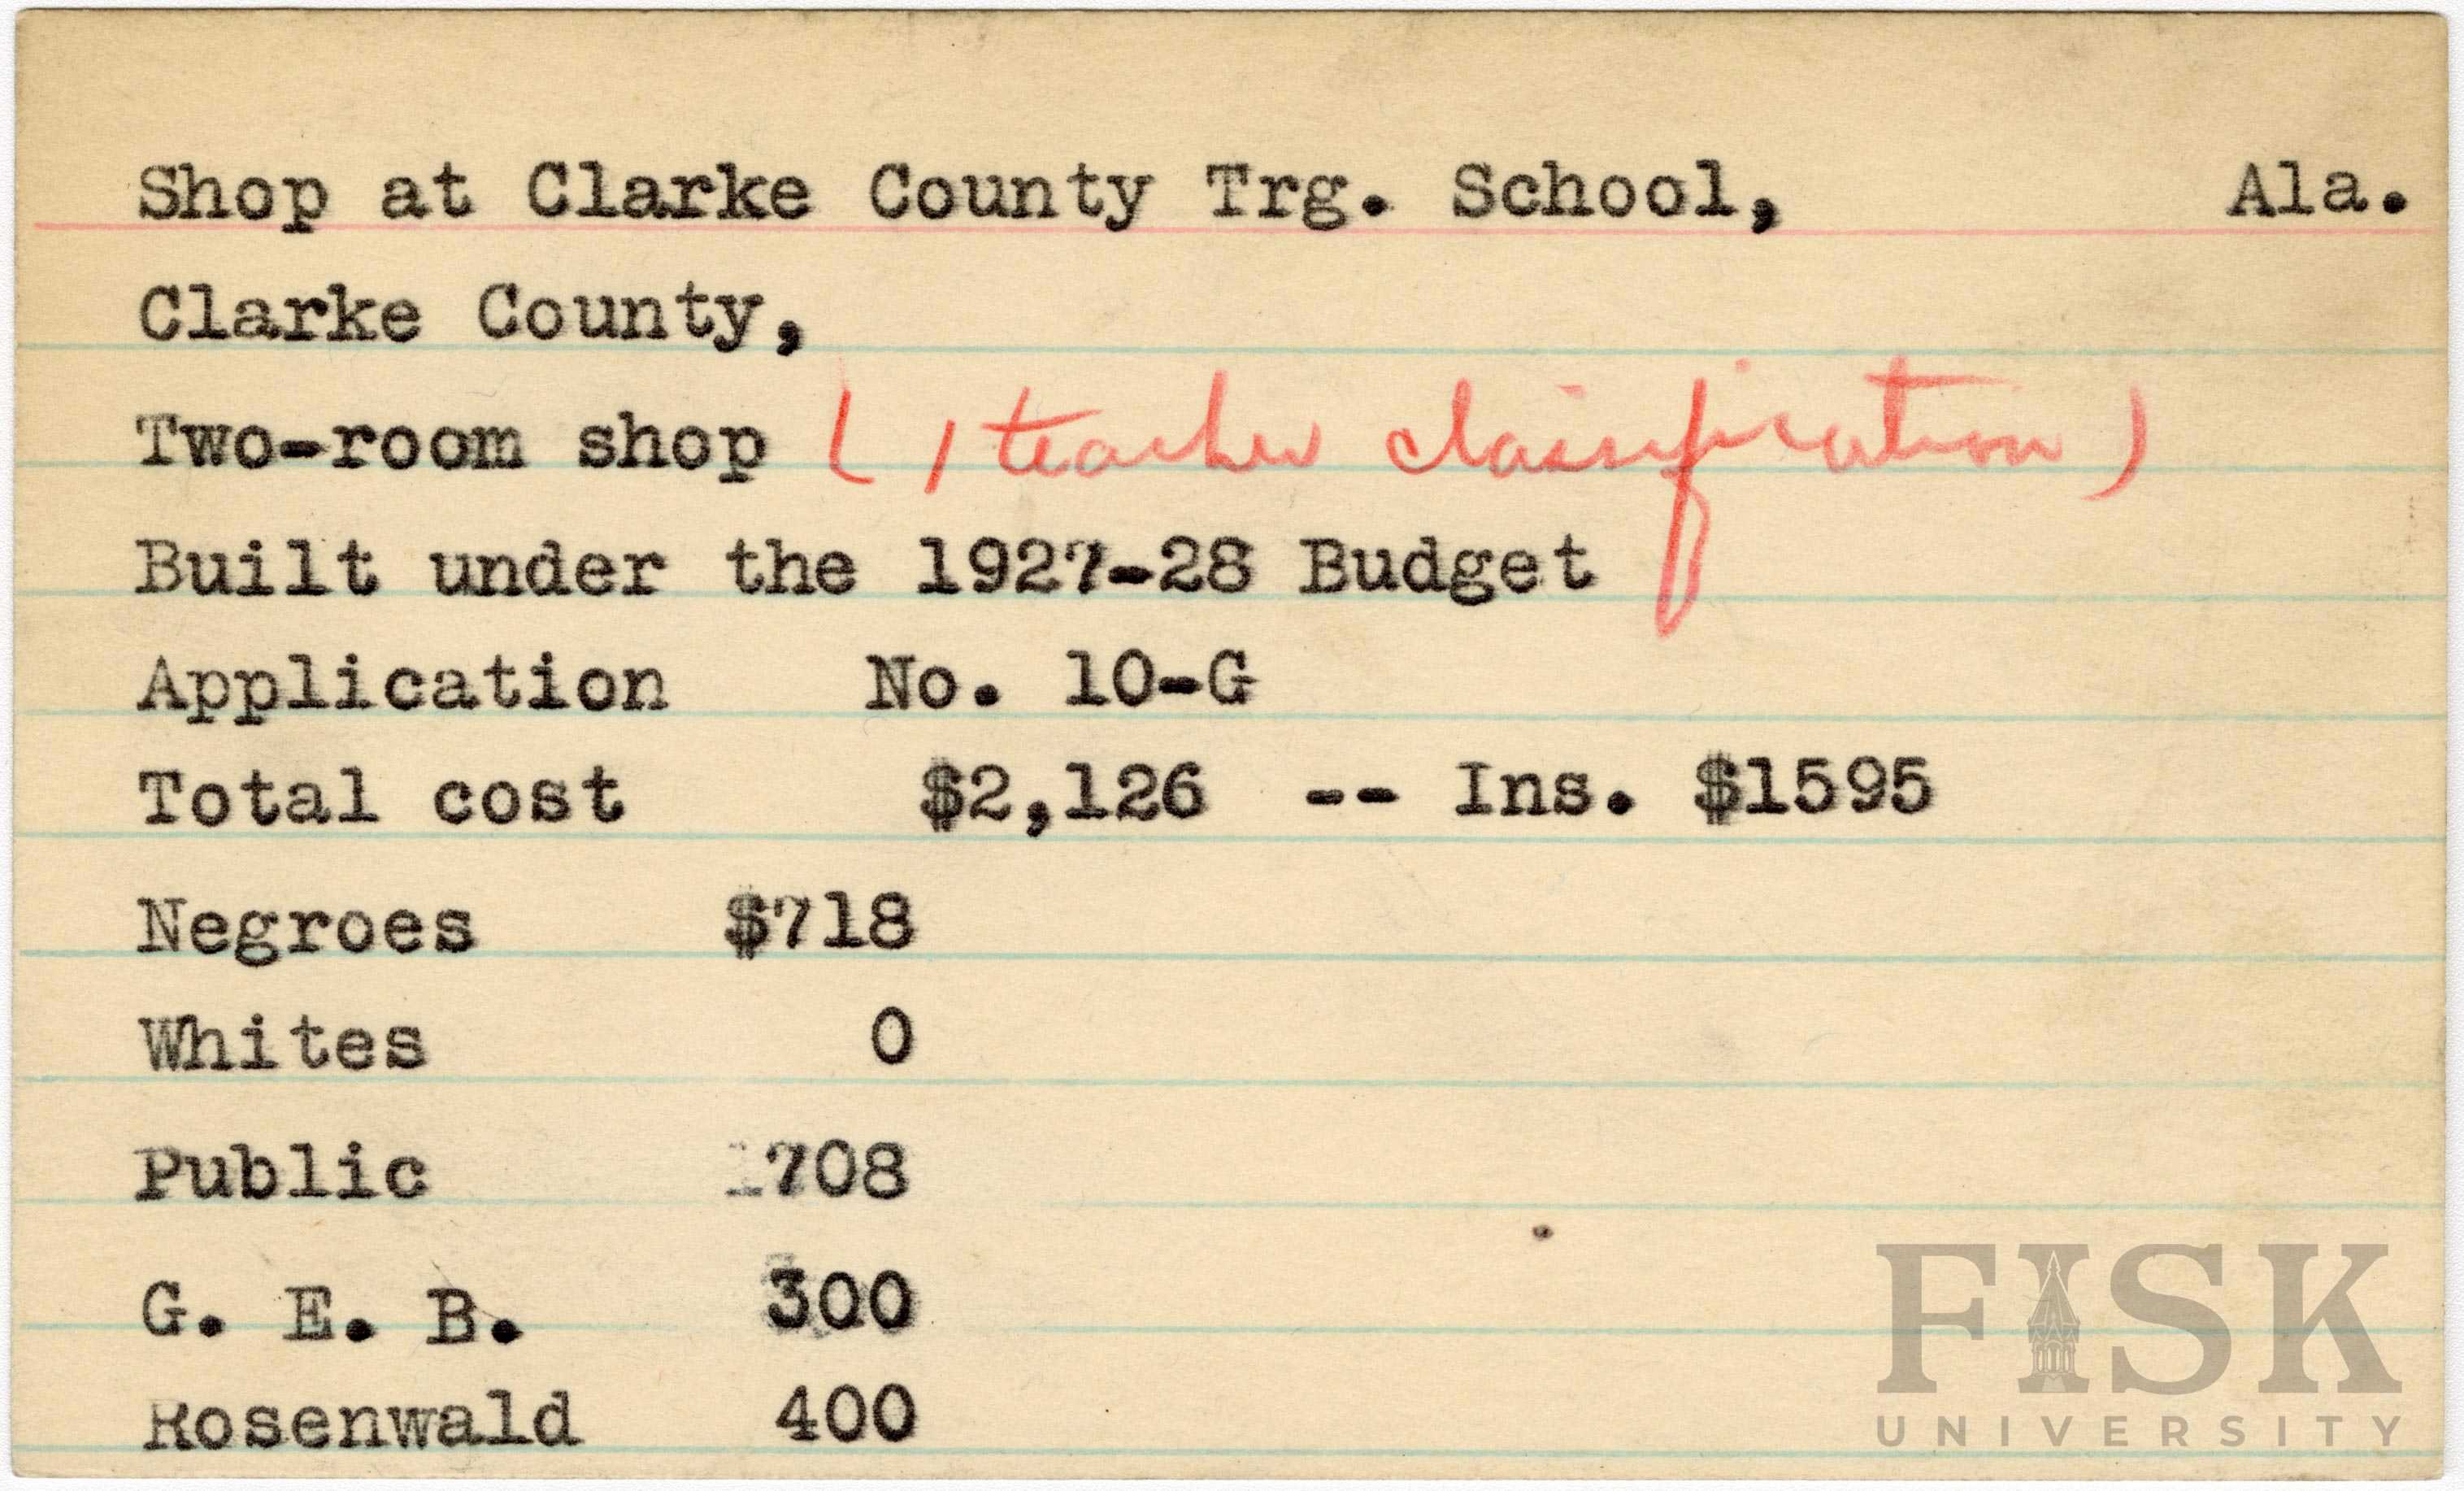 Shop at Clarke County Trg. School, Ala.
Clarke County,
Two-room shop (1 teacher classification)
Built under the 1927-28 Budget
Application No. 10-G
Total cost $2,126 -- Ins. $1595
Negroes $718
Whites 0
Public 708
G. E. B. 300
Rosenwald 400
FISK
UNIVERSITY